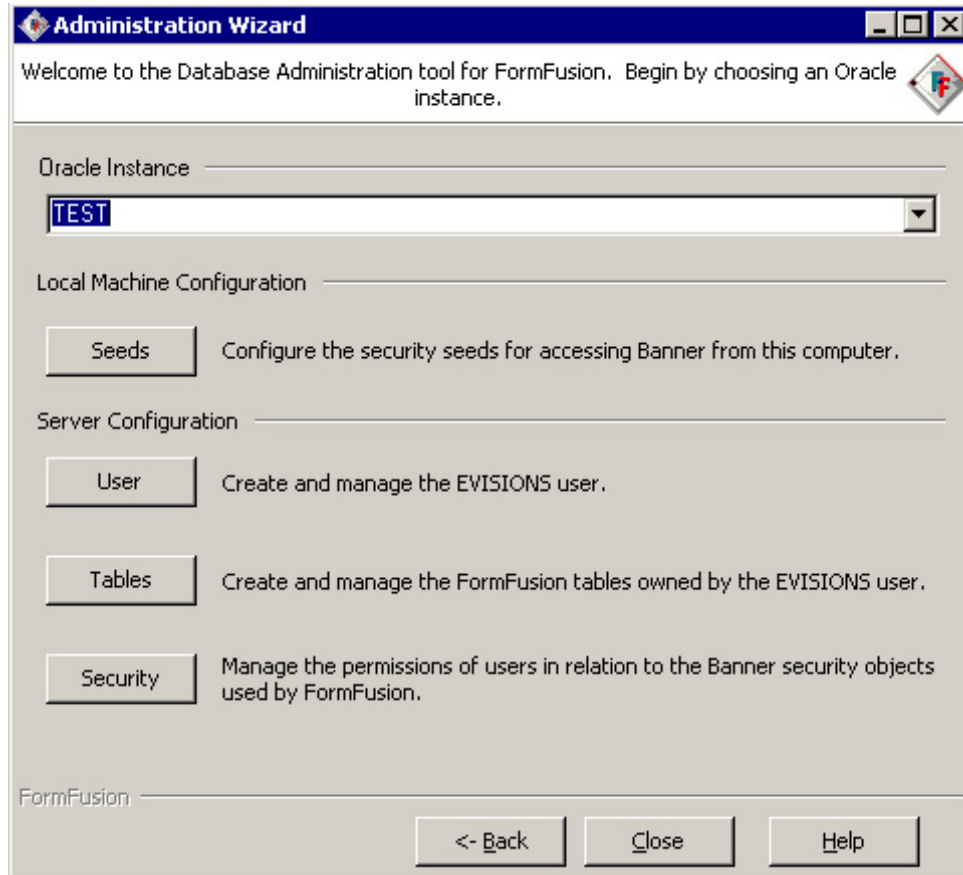 Administration Wizard
Welcome to the Database Administration tool for FormFusion. Begin by choosing an Oracle
instance.
FF
Oracle Instance
TEST
Local Machine Configuration
Seeds
Configure the security seeds for accessing Banner from this computer.
Server Configuration
User
Create and manage the EVISIONS user.
Tables
Create and manage the FormFusion tables owned by the EVISIONS user.
Security
Manage the permissions of users in relation to the Banner security objects
used by FormFusion.
FormFusion
<- Back
Close
Help